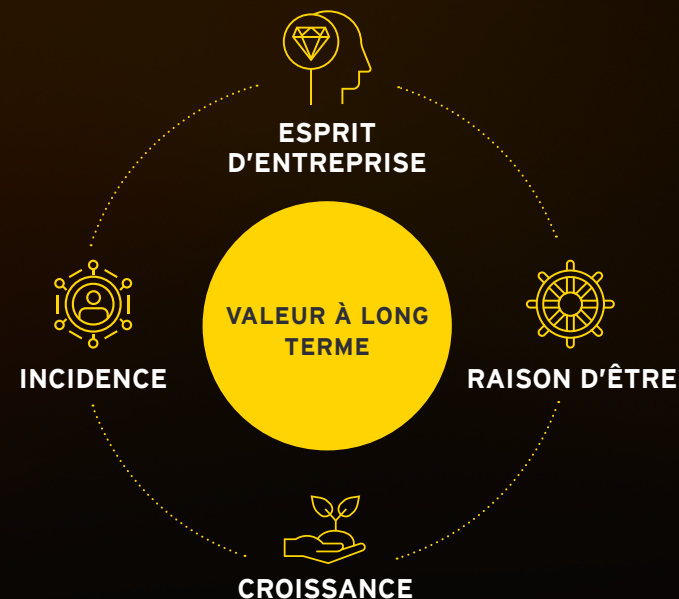 ESPRIT
D'ENTREPRISE
VALEUR À LONG
TERME
INCIDENCE
RAISON D'ÊTRE
CROISSANCE